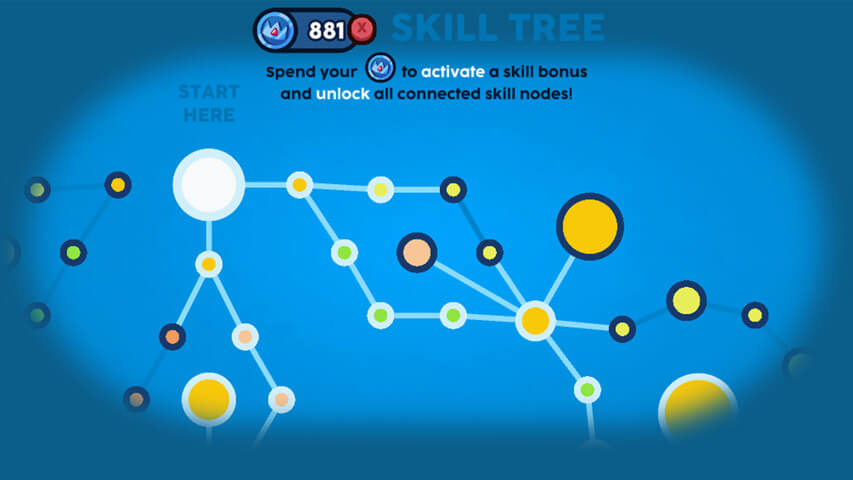 881 X
SKILL TREE
Spend your to activate a skill bonus
and unlock all connected skill nodes!
START
HERE